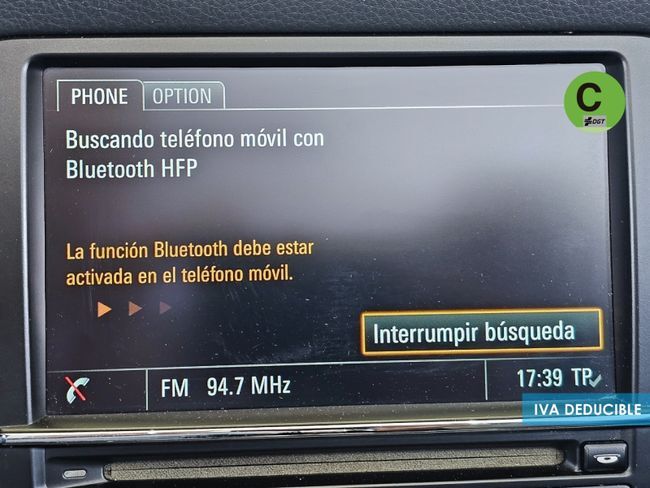 PHONE OPTION
C
DGT
Buscando teléfono móvil con
Bluetooth HFP
La función Bluetooth debe estar
activada en el teléfono móvil.
Interrumpir búsqueda
FM 94.7 MHz 17:39 TP
IVA DEDUCIBLE